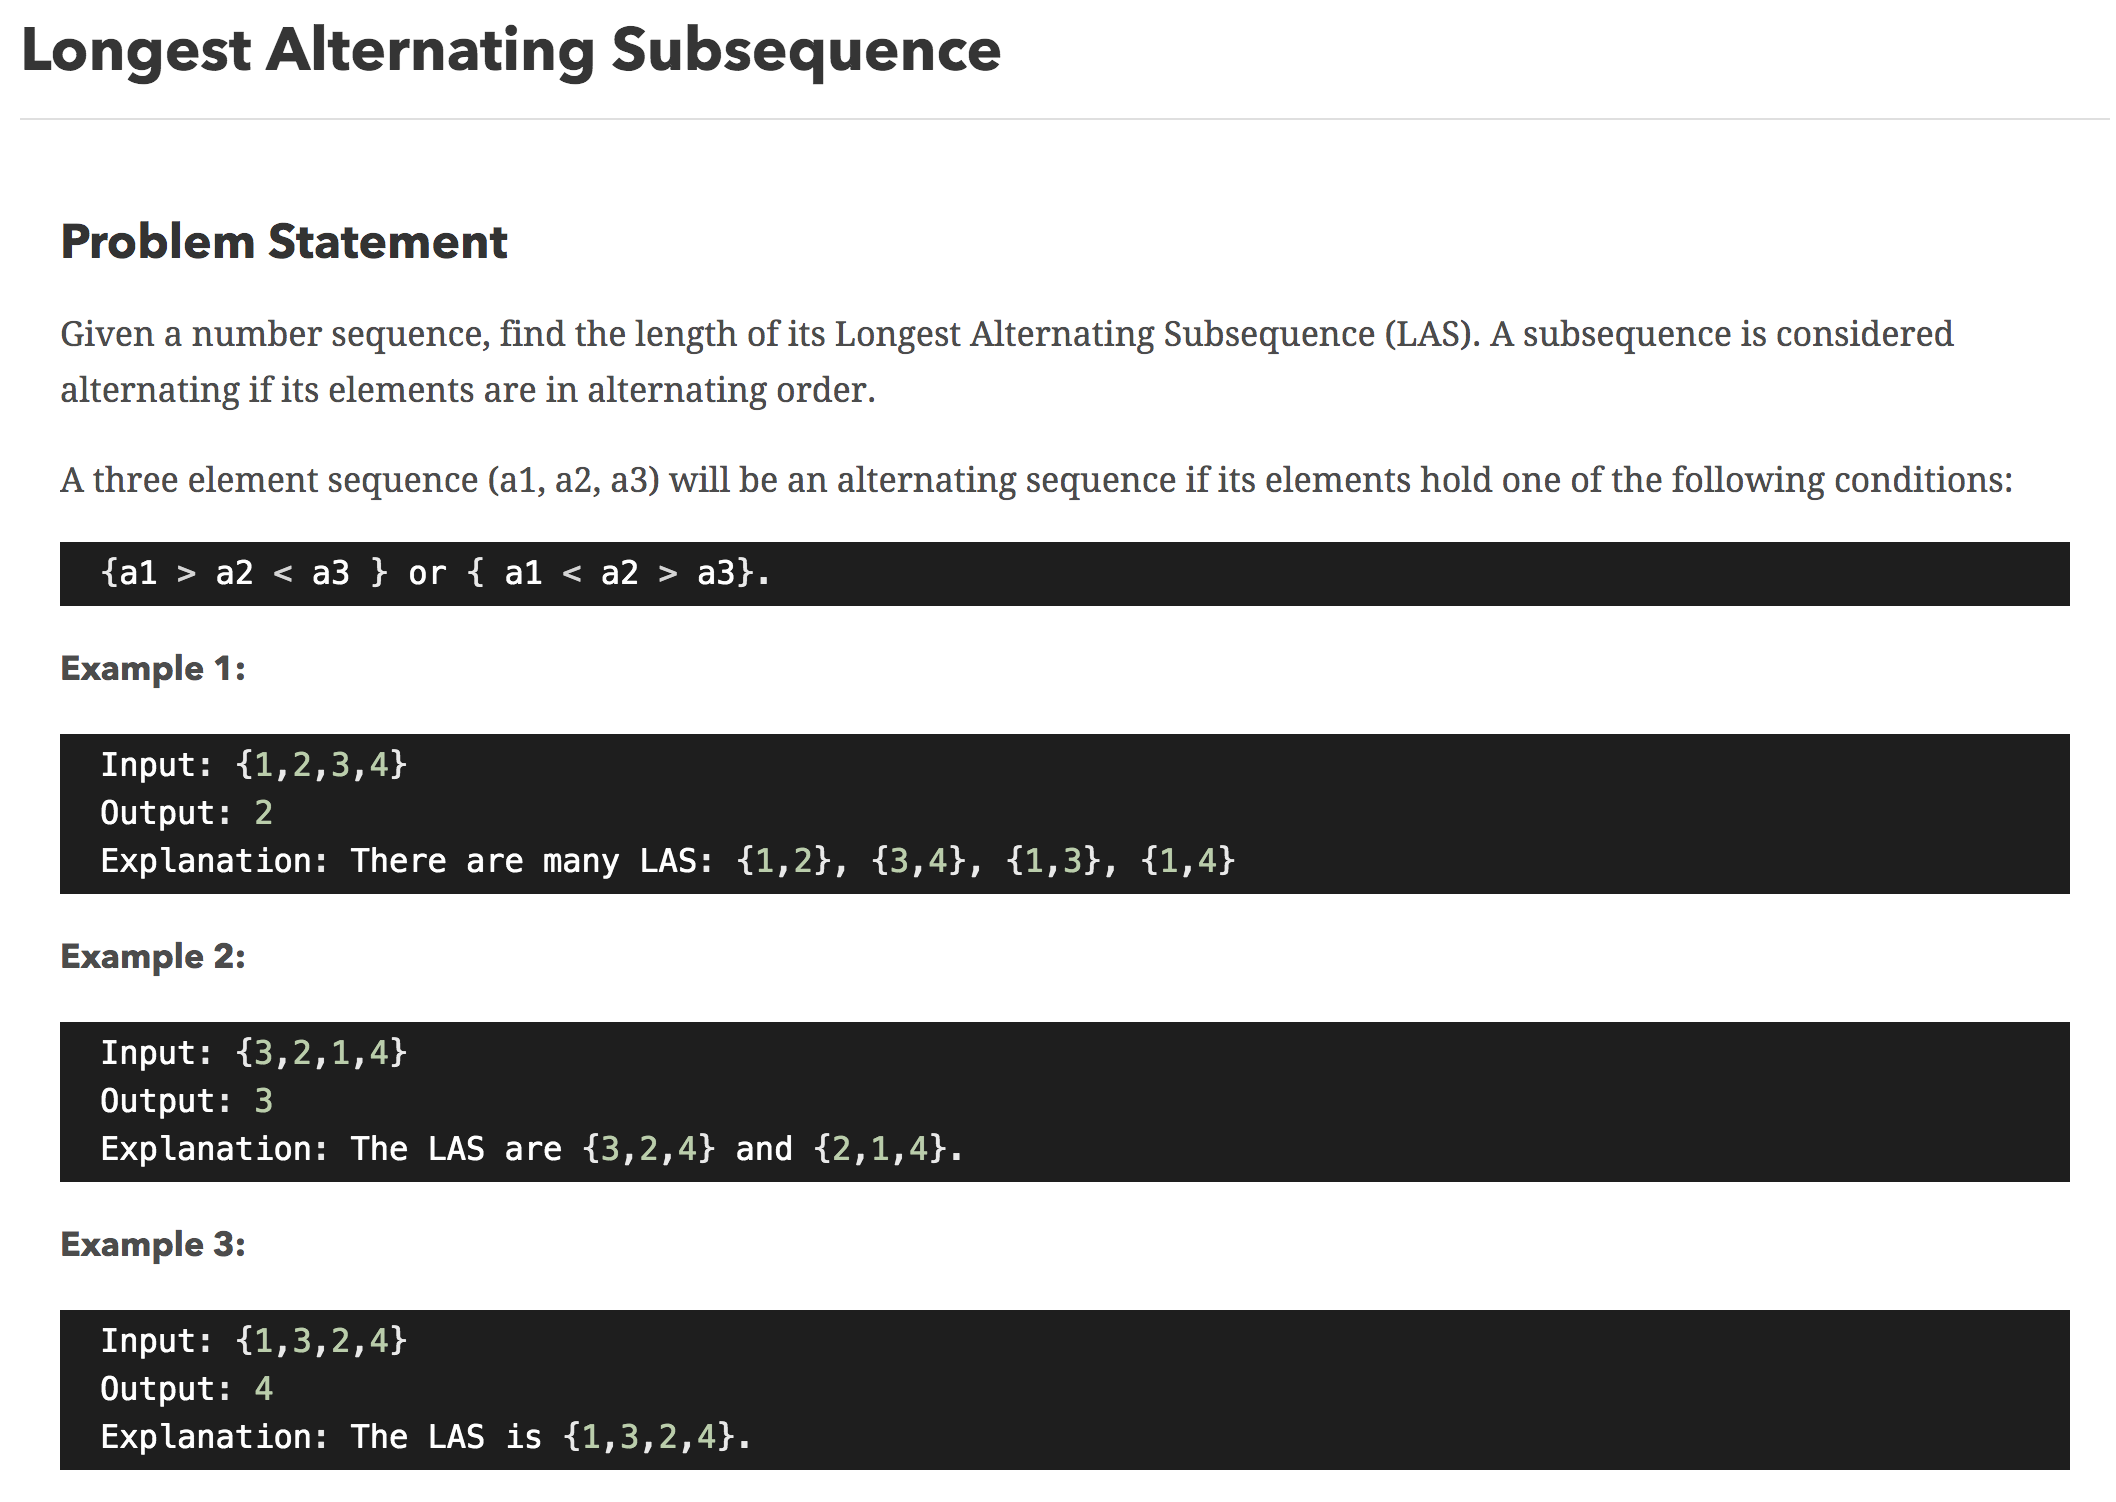 Longest Alternating Subsequence
Problem Statement
Given a number sequence, find the length of its Longest Alternating Subsequence (LAS). A subsequence is considered
alternating if its elements are in alternating order.
A three element sequence (a1, a2, a3) will be an alternating sequence if its elements hold one of the following conditions:
{a1 > a2 < a3 } or { a1 < a2 > a3}.
Example 1:
Input: {1,2,3,4}
Output: 2
Explanation: There are many LAS: {1,2}, {3,4}, {1,3}, {1,4}
Example 2:
Input: {3,2,1,4}
Output: 3
Explanation: The LAS are {3,2,4} and {2,1,4}.
Example 3:
Input: {1,3,2,4}
Output: 4
Explanation: The LAS is {1,3,2,4}.